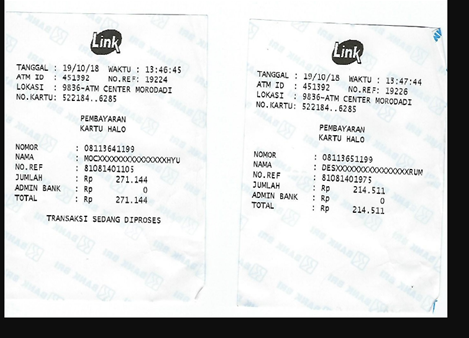 Link
TANGGAL : 19/10/18 WAKTU : 13:46:45
ATM ID : 451392 NO.REF: 19224
LOKASI : 9836-ATM CENTER MORODADI
NO.KARTU: 522184..6285
PEMBAYARAN
KARTU HALO
NOMOR : 08113641199
NAMA : MOCXXXXXXXXXXXXXXXHYU
NO.REF : 81081401105
JUMLAH : Rp 271.144
ADMIN BANK : Rp 0
TOTAL : Rp 271.144
TRANSAKSI SEDANG DIPROSES
Link
TANGGAL : 19/10/18 WAKTU : 13:47:44
ATM ID : 451392 NO.REF: 19226
LOKASI : 9836-ATM CENTER MORODADI
NO.KARTU: 522184..6285
PEMBAYARAN
KARTU HALO
NOMOR : 08113651199
NAMA : DESXXXXXXXXXXXXXXXRUM
NO.REF : 81081401975
JUMLAH : Rp 214.511
ADMIN BANK : Rp 0
TOTAL : Rp 214.511